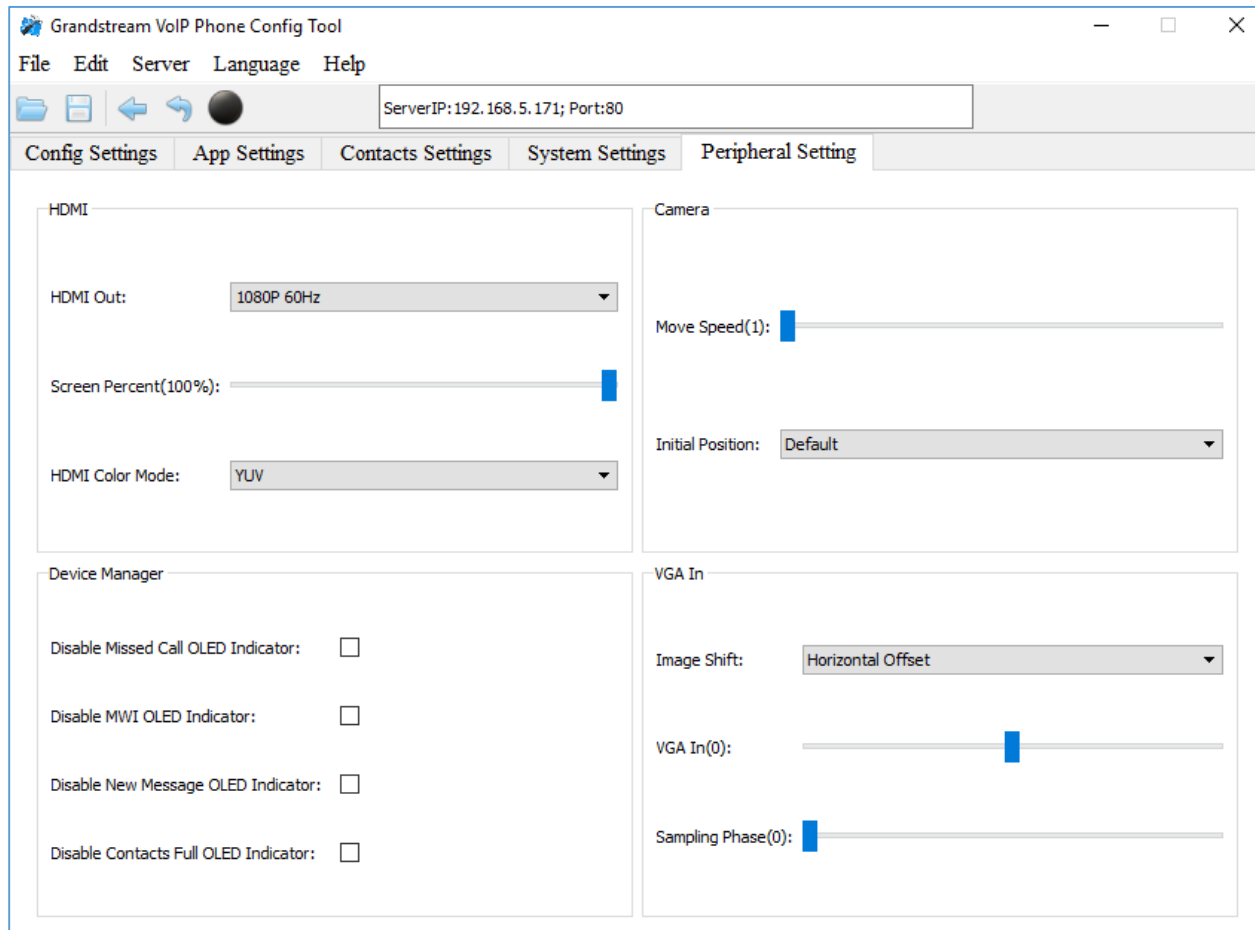 Grandstream VoIP Phone Config Tool
File Edit Server Language Help
ServerIP:192.168.5.171; Port:80
Config Settings App Settings Contacts Settings System Settings Peripheral Setting
HDMI
HDMI Out: 1080P 60Hz
Screen Percent(100%):
HDMI Color Mode: YUV
Camera
Move Speed(1):
Initial Position: Default
Device Manager
Disable Missed Call OLED Indicator:
Disable MWI OLED Indicator:
Disable New Message OLED Indicator:
Disable Contacts Full OLED Indicator:
VGA In
Image Shift: Horizontal Offset
VGA In(0):
Sampling Phase(0):